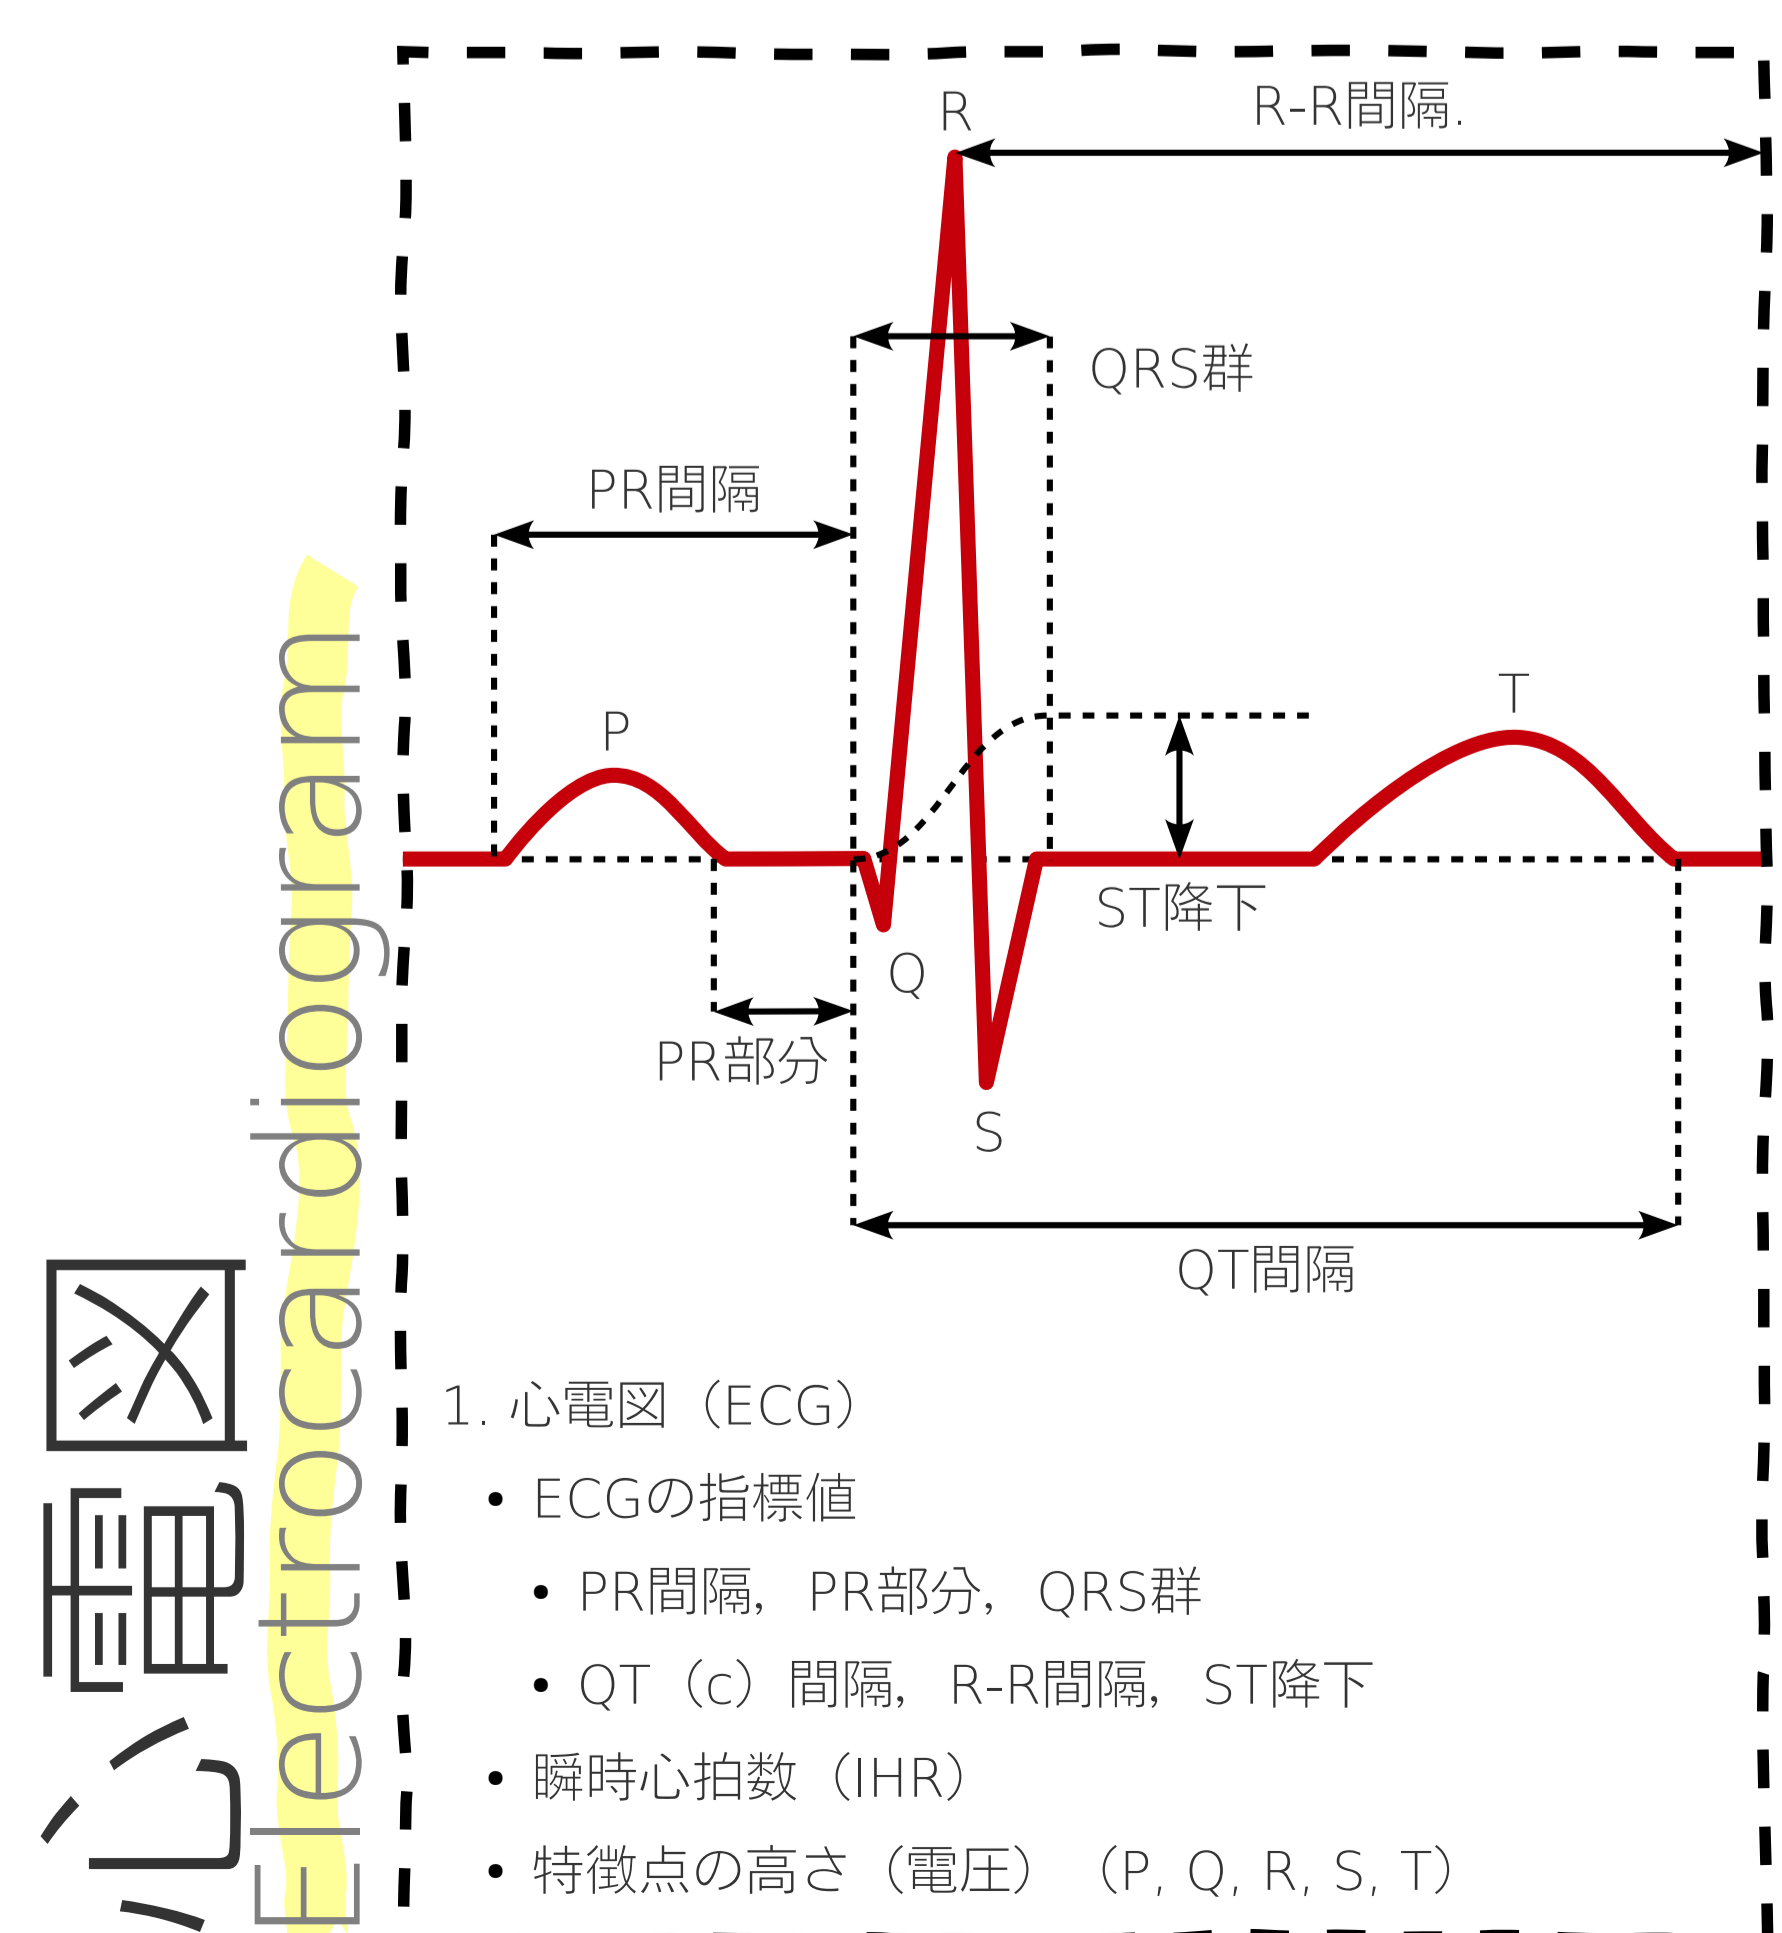 心電図
Electrocardiogram
R
R-R間隔.
QRS群
PR間隔
P
T
ST降下
Q
PR部分
S
QT間隔
1. 心電図（ECG）
• ECGの指標値
• PR間隔， PR部分， QRS群
• QT（c）間隔， R-R間隔， ST降下
• 瞬時心拍数（IHR）
• 特徴点の高さ（電圧）（P, Q, R, S, T）